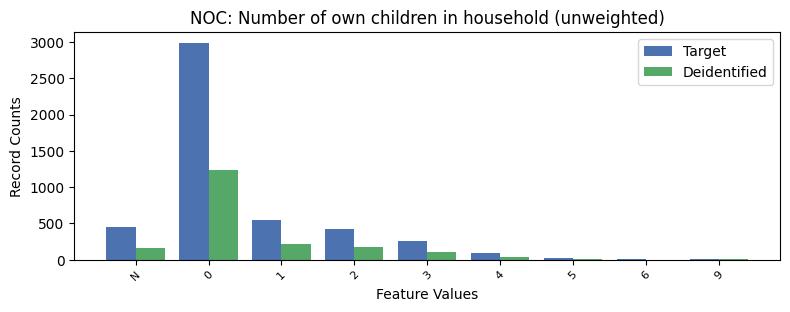 NOC: Number of own children in household (unweighted)
Target
Deidentified
Record Counts
3000
2500
2000
1500
1000
500
0
N 0 1 2 3 4 5 6 9
Feature Values